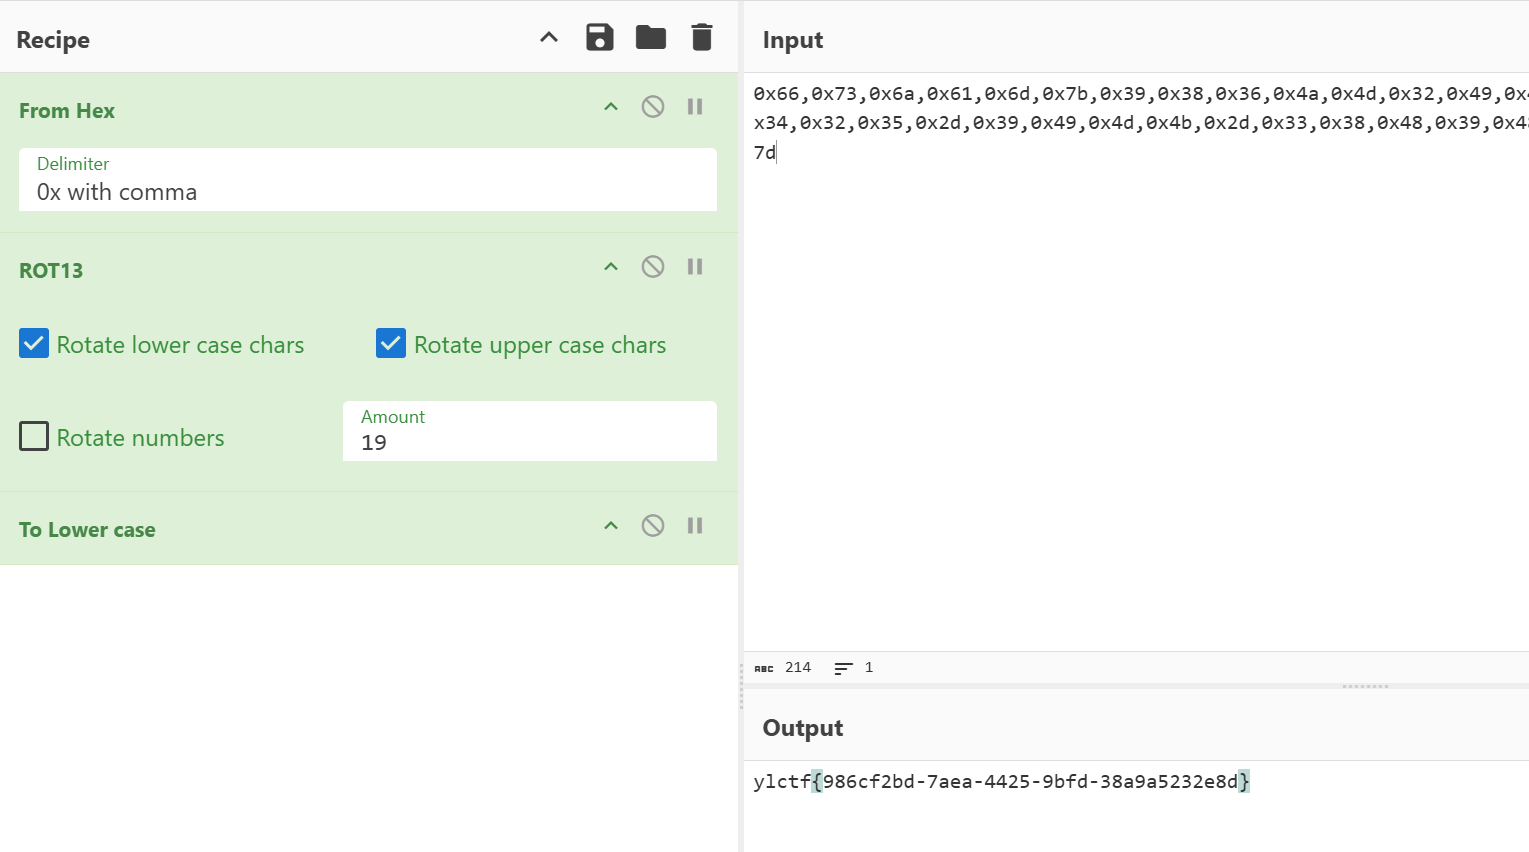 Recipe
From Hex
Delimiter
0x with comma
ROT13
Rotate lower case chars
Rotate upper case chars
Rotate numbers
Amount
19
To Lower case
Input
0x66,0x73,0x6a,0x61,0x6d,0x7b,0x39,0x38,0x36,0x4a,0x4d,0x32,0x49,0x
x34,0x32,0x35,0x2d,0x39,0x49,0x4d,0x4b,0x2d,0x33,0x38,0x48,0x39,0x4
7d
ABC 214 1
Output
ylctf{986cf2bd-7aea-4425-9bfd-38a9a5232e8d}